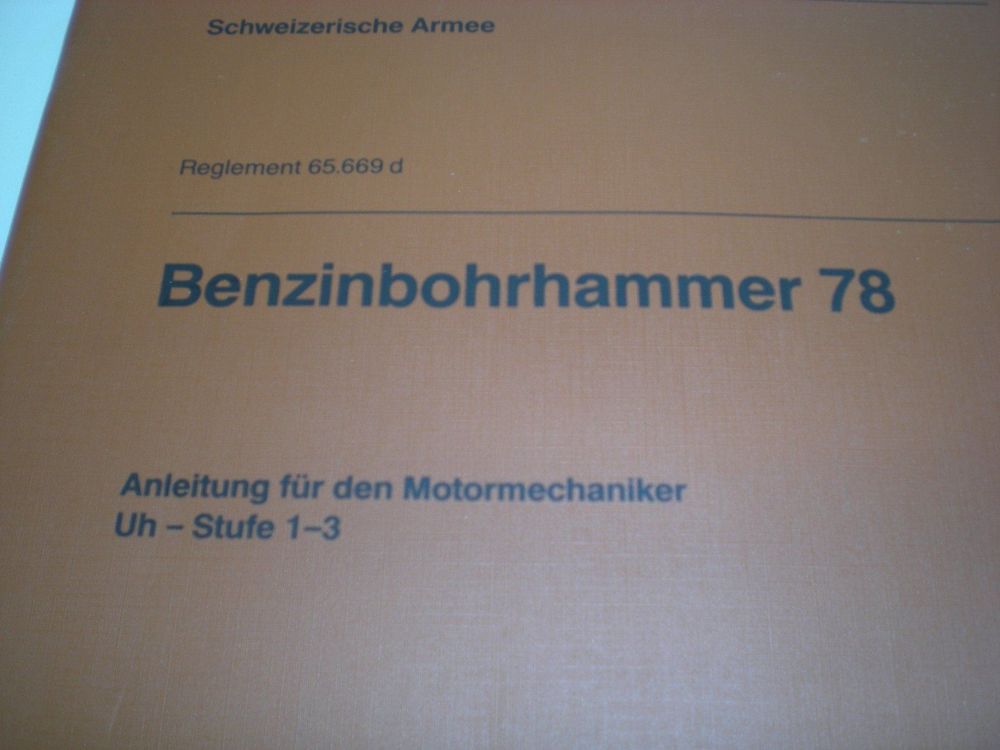 Schweizerische Armee
Reglement 65.669 d
Benzinbohrhammer 78
Anleitung für den Motormechaniker
Uh – Stufe 1–3